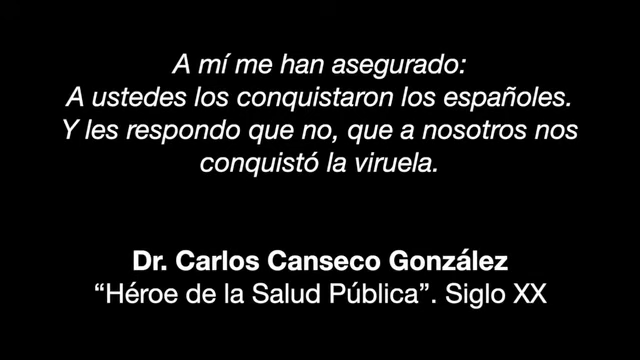 A mí me han asegurado:
A ustedes los conquistaron los españoles.
Y les respondo que no, que a nosotros nos
conquistó la viruela.
Dr. Carlos Canseco González
“Héroe de la Salud Pública”. Siglo XX